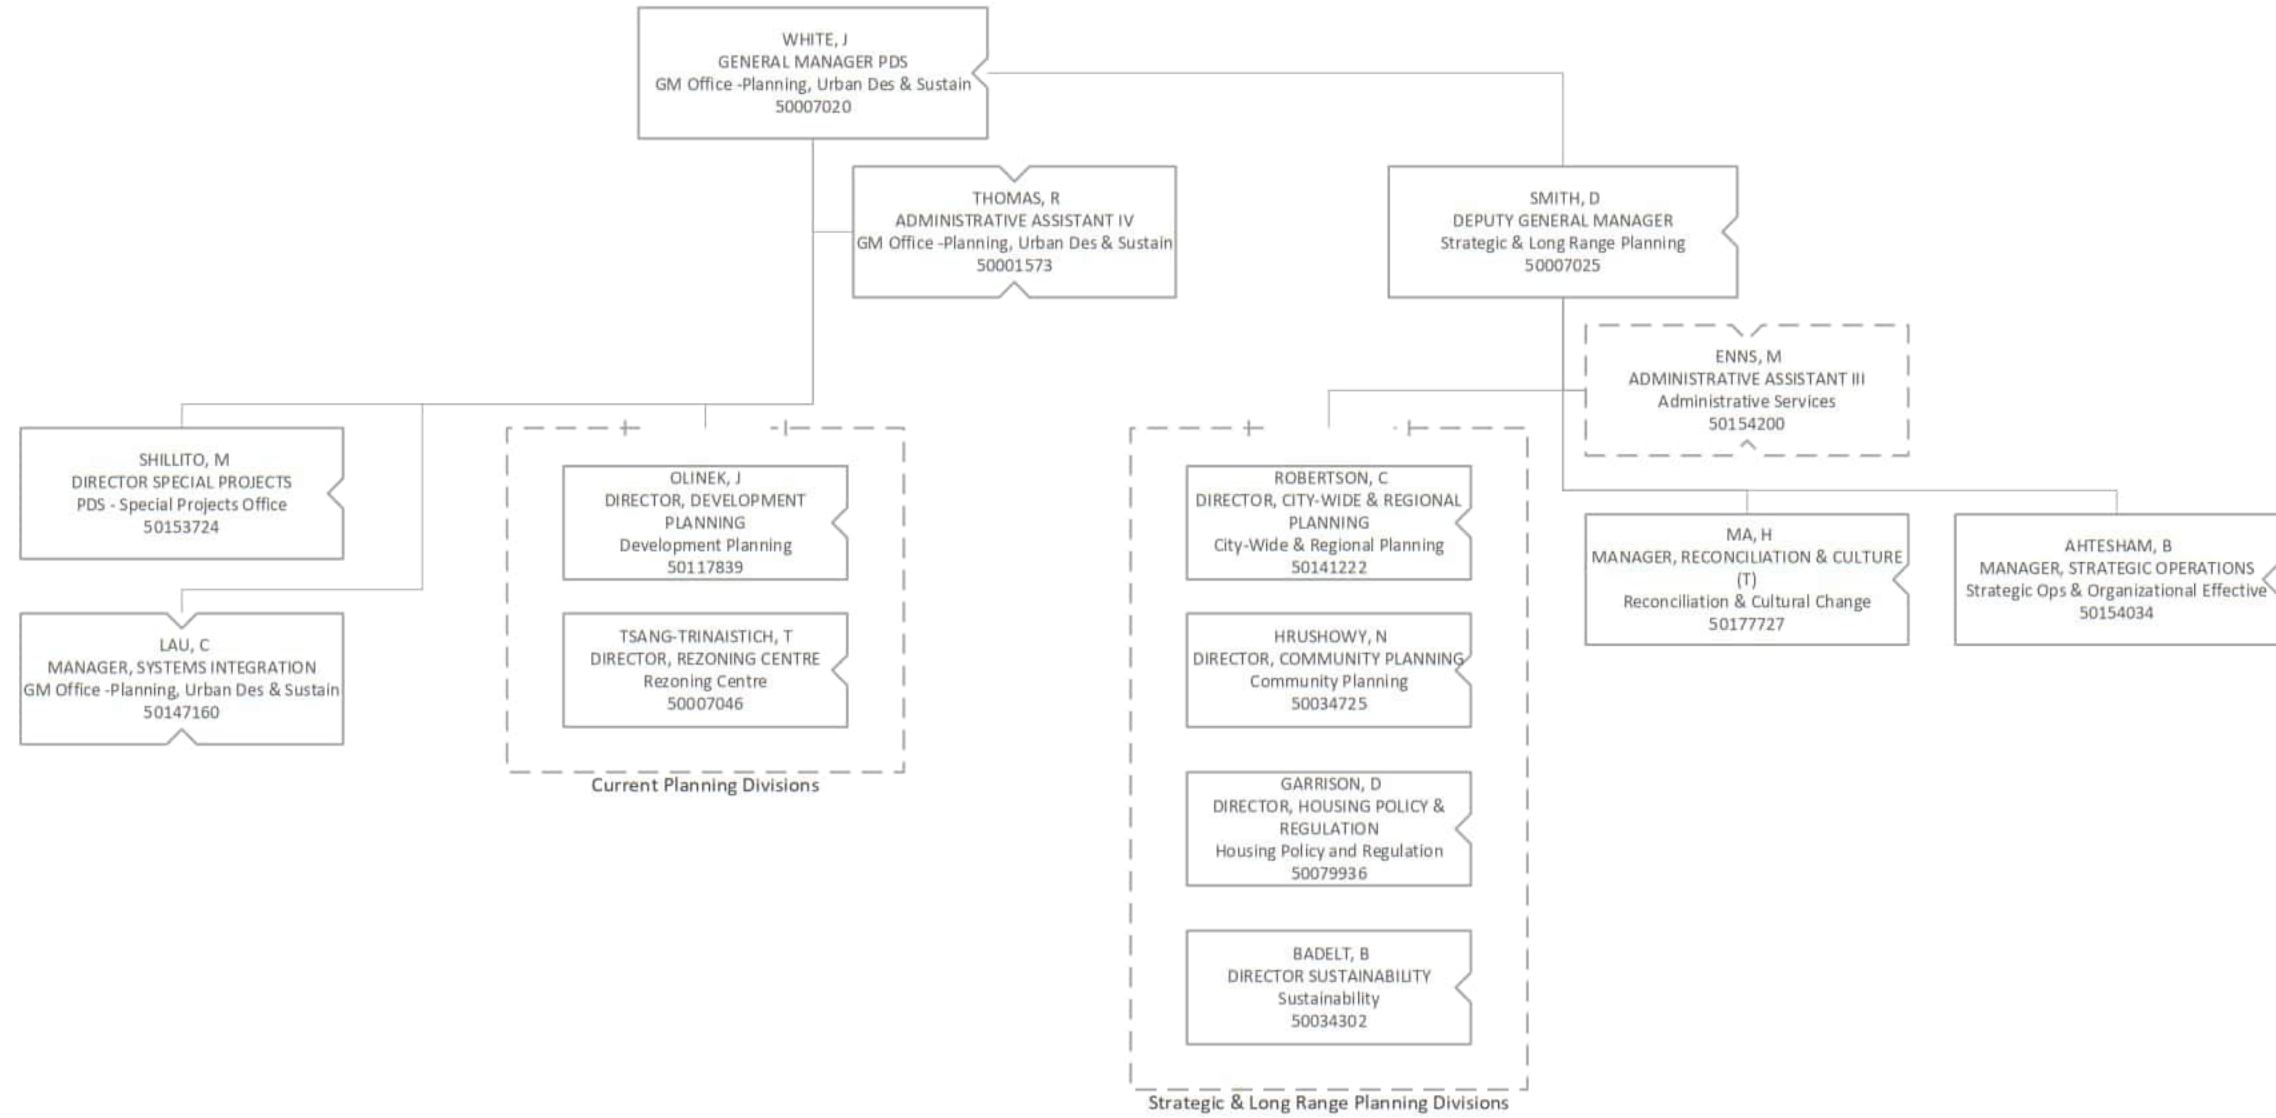 WHITE, J
GENERAL MANAGER PDS
GM Office -Planning, Urban Des & Sustain
50007020
THOMAS, R
ADMINISTRATIVE ASSISTANT IV
GM Office -Planning, Urban Des & Sustain
50001573
SMITH, D
DEPUTY GENERAL MANAGER
Strategic & Long Range Planning
50007025
ENNS, M
ADMINISTRATIVE ASSISTANT III
Administrative Services
50154200
SHILLITO, M
DIRECTOR SPECIAL PROJECTS
PDS - Special Projects Office
50153724
LAU, C
MANAGER, SYSTEMS INTEGRATION
GM Office -Planning, Urban Des & Sustain
50147160
OLINEK, J
DIRECTOR, DEVELOPMENT
PLANNING
Development Planning
50117839
TSANG-TRINAISTICH, T
DIRECTOR, REZONING CENTRE
Rezoning Centre
50007046
Current Planning Divisions
ROBERTSON, C
DIRECTOR, CITY-WIDE & REGIONAL
PLANNING
City-Wide & Regional Planning
50141222
HRUSHOWY, N
DIRECTOR, COMMUNITY PLANNING
Community Planning
50034725
GARRISON, D
DIRECTOR, HOUSING POLICY &
REGULATION
Housing Policy and Regulation
50079936
BADELT, B
DIRECTOR SUSTAINABILITY
Sustainability
50034302
Strategic & Long Range Planning Divisions
MA, H
MANAGER, RECONCILIATION & CULTURE
(T)
Reconciliation & Cultural Change
50177727
AHTESHAM, B
MANAGER, STRATEGIC OPERATIONS
Strategic Ops & Organizational Effective
50154034